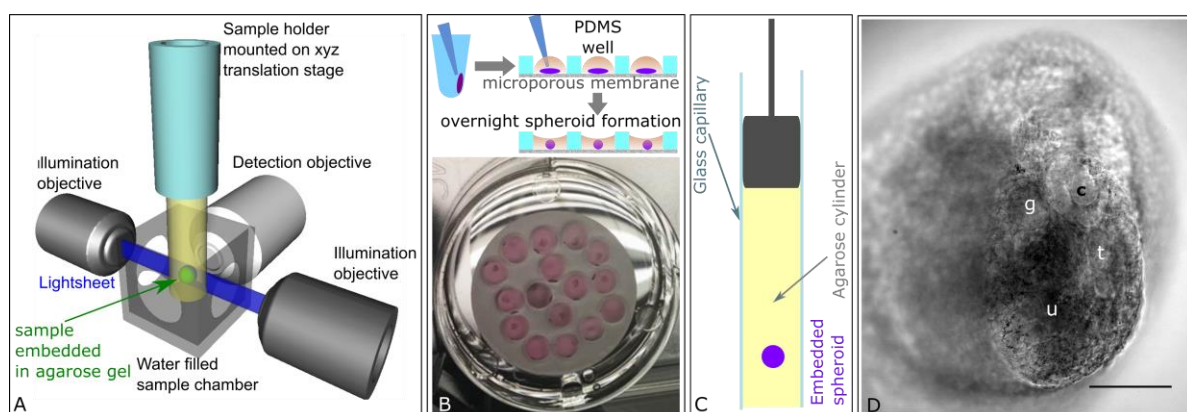 Sample holder
mounted on xyz
translation stage
Illumination
objective
Detection objective
Illumination
objective
Lightsheet
sample
embedded
in agarose gel
Water filled
sample chamber
A
PDMS
well
microporous membrane
overnight spheroid formation
B
Glass capillary
Agarose cylinder
Embedded
spheroid
C
c
g
t
u
D